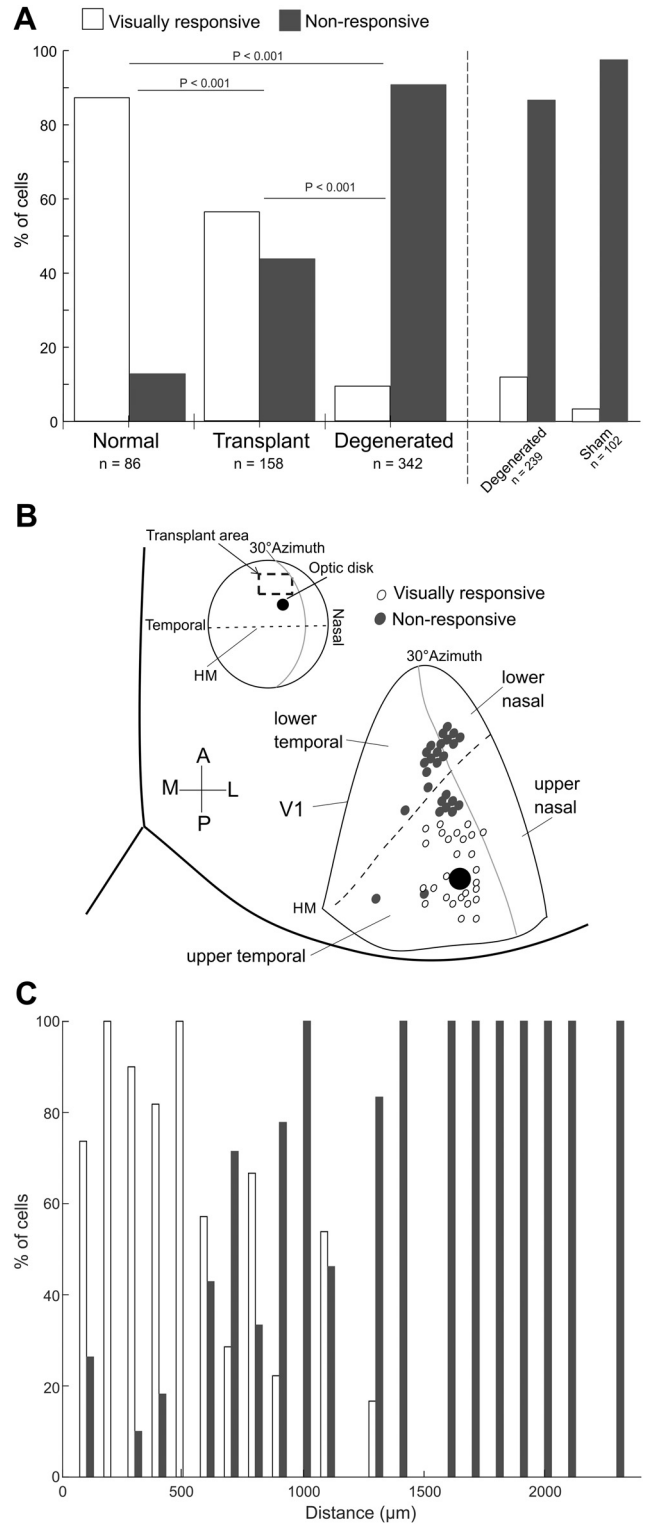 A
Visually responsive
Non-responsive
P < 0.001
P < 0.001
P < 0.001
100
80
60
40
20
0
% of cells
Normal
n = 86
Transplant
n = 158
Degenerated
n = 342
Degenerated
n = 239
Sham
n = 102
B
Transplant area
30°Azimuth
Optic disk
Temporal
Nasal
HM
Visually responsive
Non-responsive
30°Azimuth
lower
nasal
lower
temporal
A
M
L
P
V1
upper
nasal
HM
upper temporal
C
100
80
60
40
20
0
% of cells
0
500
1000
1500
2000
Distance (μm)